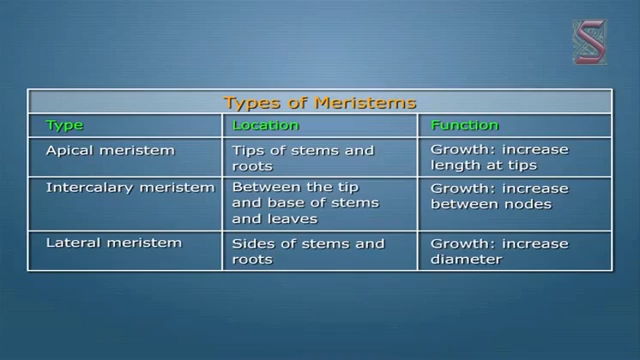 S
Types of Meristems
Type Location Function
Apical meristem
Tips of stems and
roots
Growth: increase
length at tips
Intercalary meristem
Between the tip
and base of stems
and leaves
Growth: increase
between nodes
Lateral meristem
Sides of stems and
roots
Growth: increase
diameter